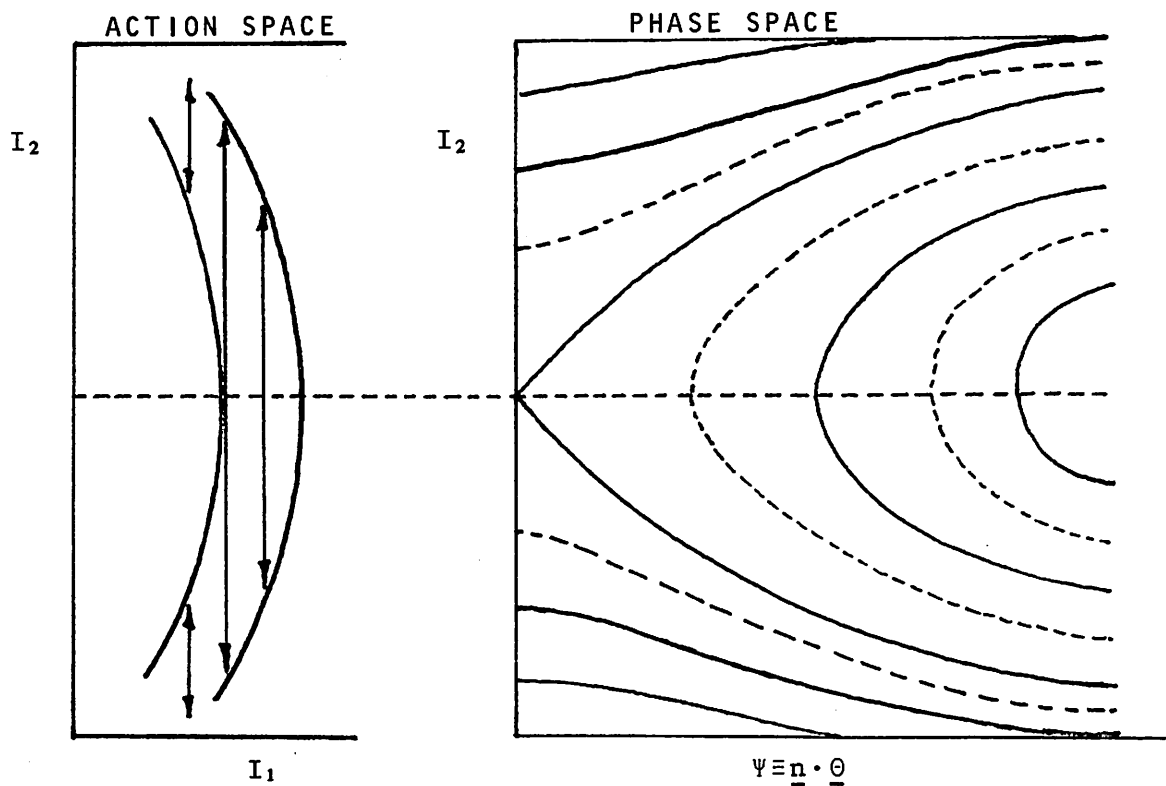 ACTION SPACE
PHASE SPACE
I₂
I₂
I₁
Ψ≡n·Θ